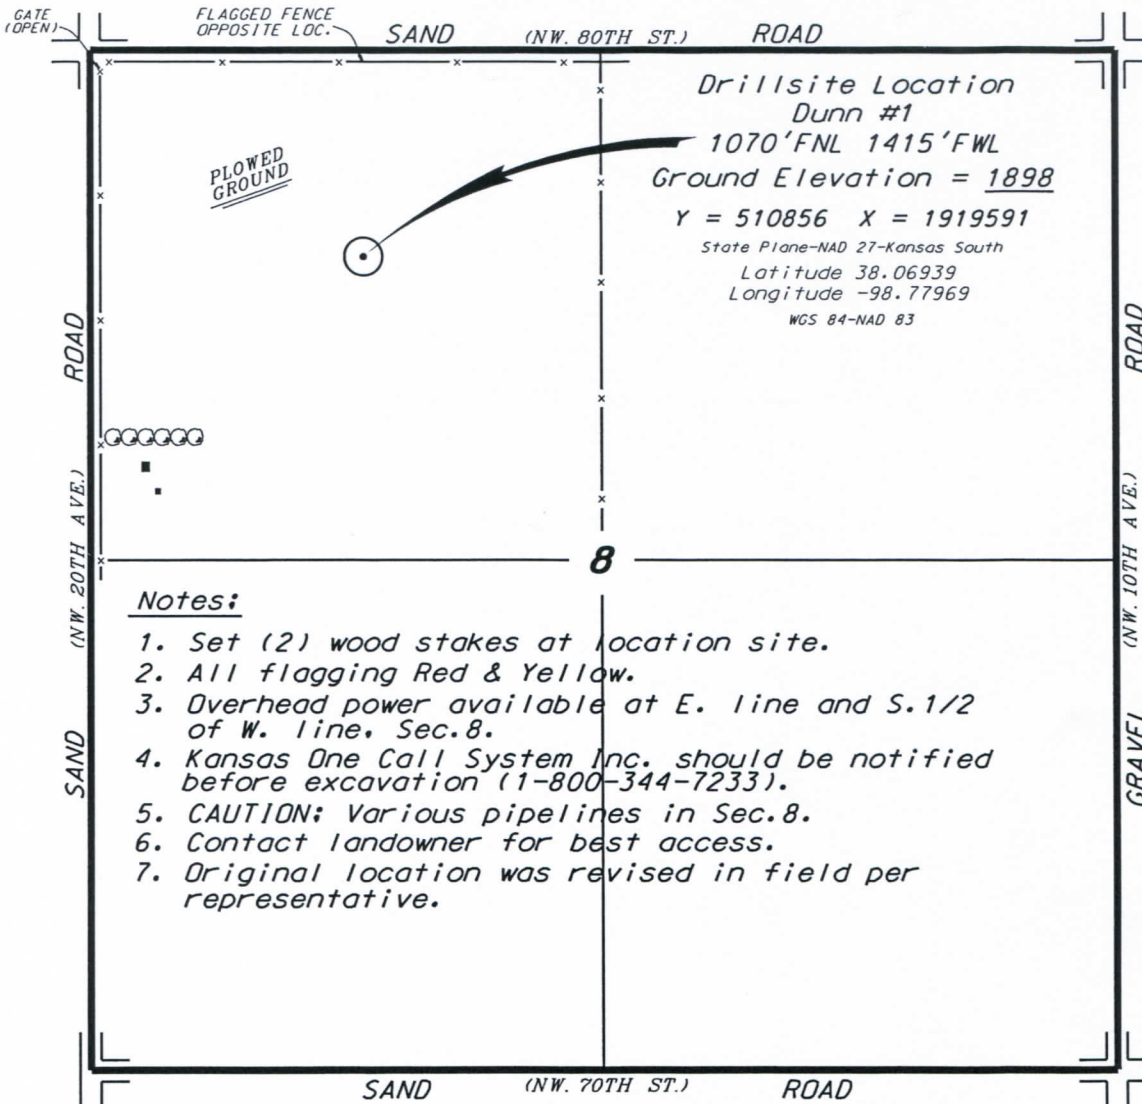 GATE
(OPEN)
FLAGGED FENCE
OPPOSITE LOC.
SAND (NW. 80TH ST.) ROAD
Drillsite Location
Dunn #1
1070'FNL 1415'FWL
Ground Elevation = 1898
Y = 510856 X = 1919591
State Plane-NAD 27-Kansas South
Latitude 38.06939
Longitude -98.77969
WGS 84-NAD 83
PLOWED
GROUND
SAND (NW. 20TH AVE.) ROAD
GRAVEL (NW. 10TH AVE.) ROAD
8
Notes:
1. Set (2) wood stakes at location site.
2. All flagging Red & Yellow.
3. Overhead power available at E. line and S.1/2
of W. line, Sec.8.
4. Kansas One Call System Inc. should be notified
before excavation (1-800-344-7233).
5. CAUTION: Various pipelines in Sec.8.
6. Contact landowner for best access.
7. Original location was revised in field per
representative.
SAND (NW. 70TH ST.) ROAD